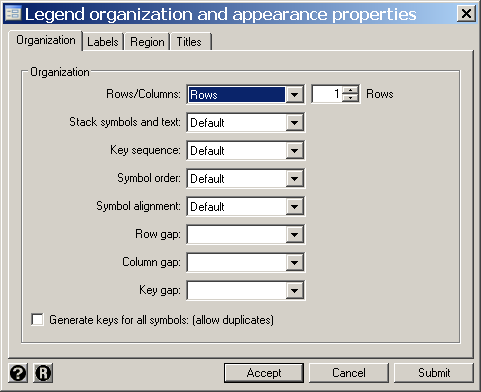 Legend organization and appearance properties
Organization Labels Region Titles
Organization
Rows/Columns: Rows 1 Rows
Stack symbols and text: Default
Key sequence: Default
Symbol order: Default
Symbol alignment: Default
Row gap:
Column gap:
Key gap:
Generate keys for all symbols: (allow duplicates)
? R Accept Cancel Submit